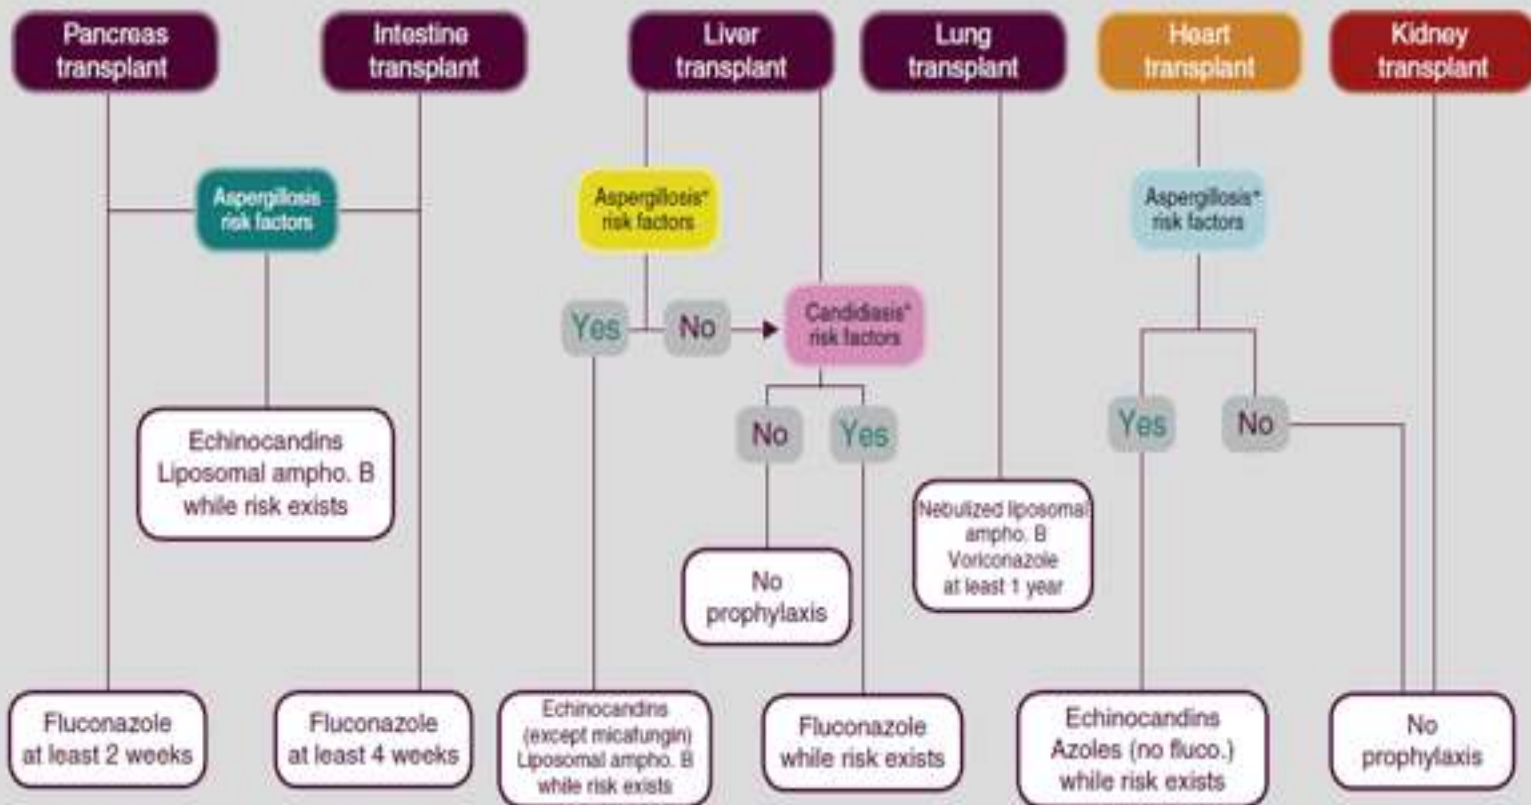 Pancreas
transplant
Intestine
transplant
Liver
transplant
Lung
transplant
Heart
transplant
Kidney
transplant
Aspergillosis
risk factors
Aspergillosis*
risk factors
Aspergillosis*
risk factors
Yes
No
Candidiasis*
risk factors
No
Yes
Yes
No
Echinocandins
Liposomal ampho. B
while risk exists
Nebulized liposomal
ampho. B
Voriconazole
at least 1 year
No
prophylaxis
Fluconazole
at least 2 weeks
Fluconazole
at least 4 weeks
Echinocandins
(except micafungin)
Liposomal ampho. B
while risk exists
Fluconazole
while risk exists
Echinocandins
Azoles (no fluco.)
while risk exists
No
prophylaxis